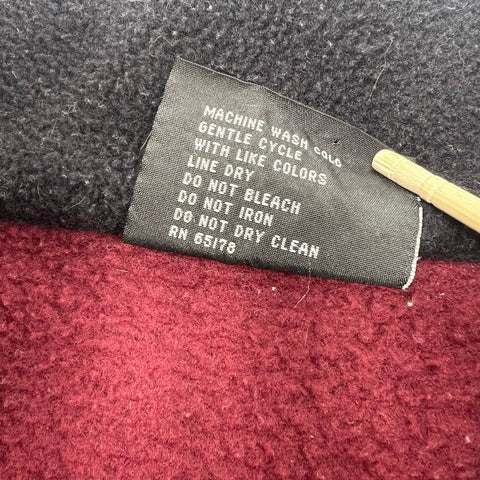 MACHINE WASH COLD
GENTLE CYCLE
WITH LIKE COLORS
LINE DRY
DO NOT BLEACH
DO NOT IRON
DO NOT DRY CLEAN
RN 65178